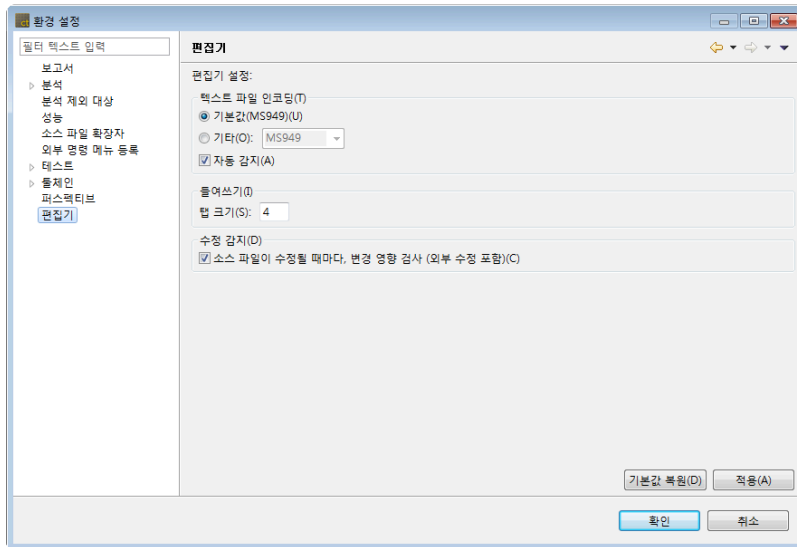 ct 환경 설정
필터 텍스트 입력
보고서
분석
분석 제외 대상
성능
소스 파일 확장자
외부 명령 메뉴 등록
테스트
툴체인
퍼스펙티브
편집기
편집기
편집기 설정:
텍스트 파일 인코딩(T)
기본값(MS949)(U)
기타(O): MS949
자동 감지(A)
들여쓰기(I)
탭 크기(S): 4
수정 감지(D)
소스 파일이 수정될 때마다, 변경 영향 검사 (외부 수정 포함)(C)
기본값 복원(D) 적용(A)
확인 취소